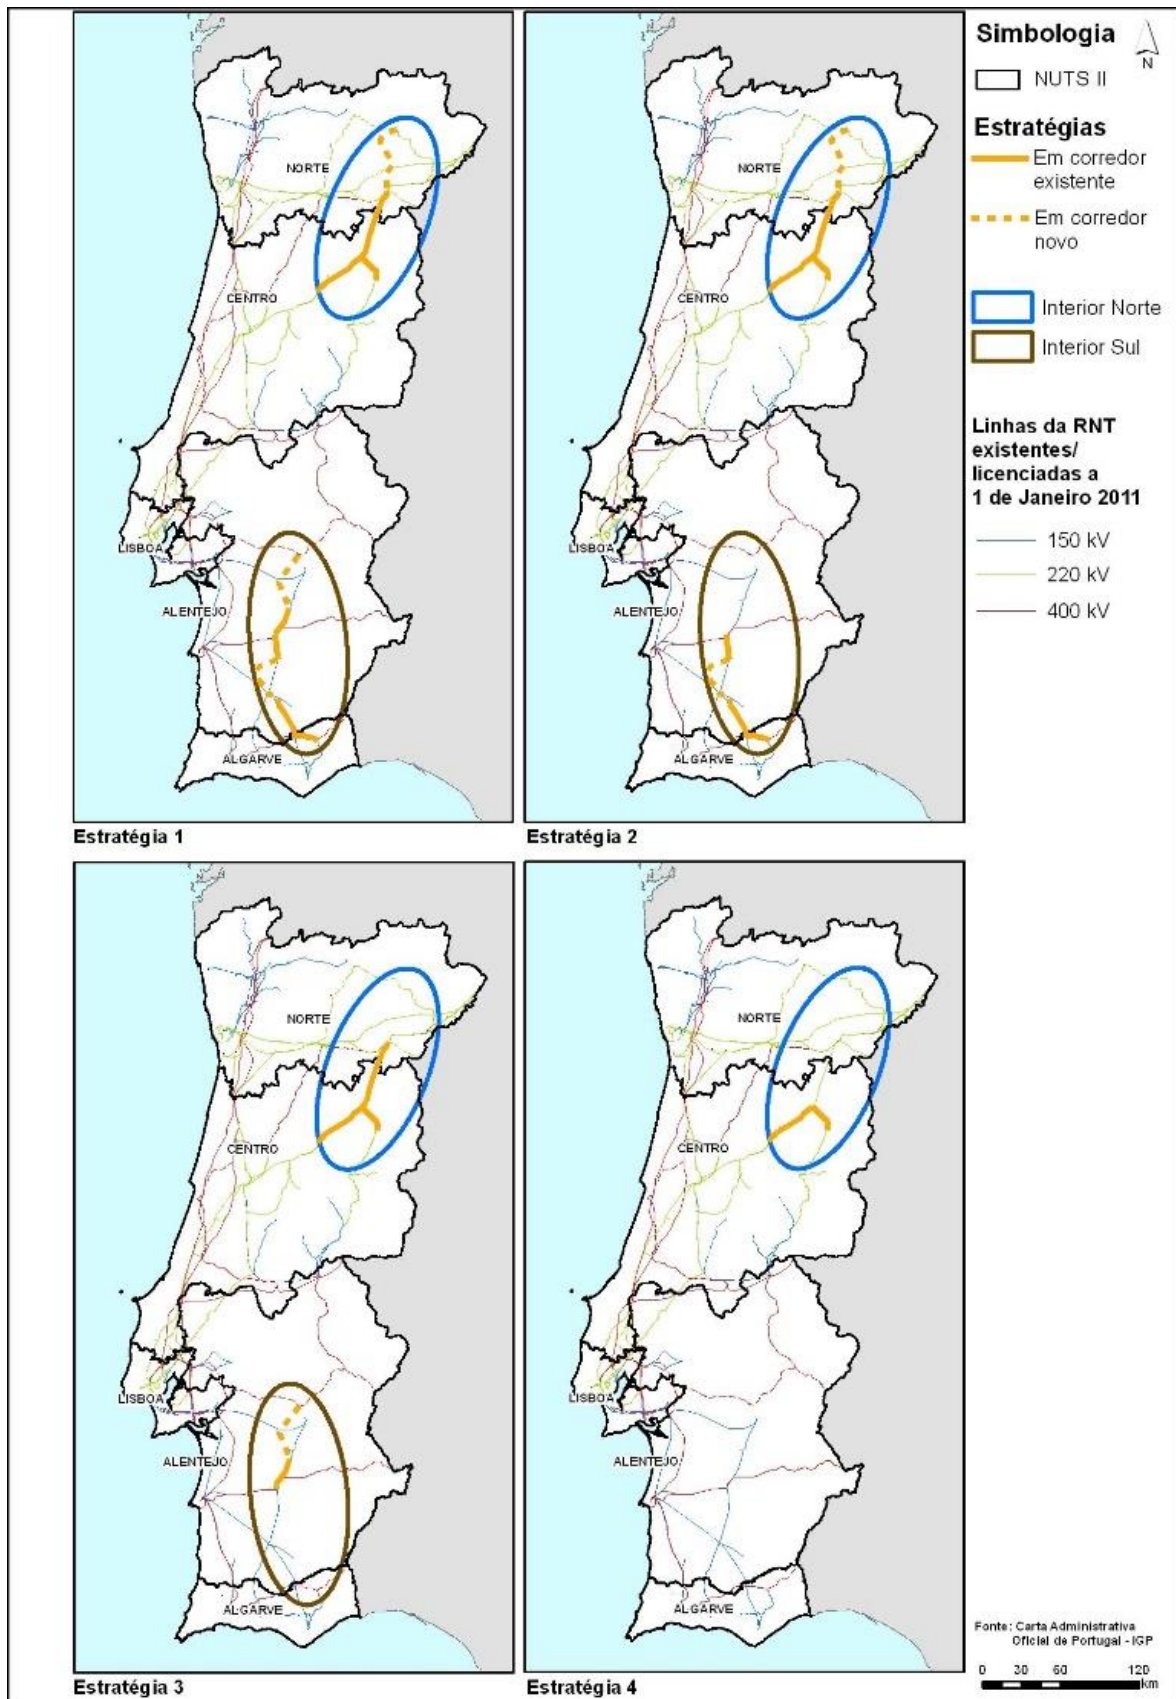 NORTE
CENTRO
LISBOA
ALENTEJO
ALGARVE
Estratégia 1
NORTE
CENTRO
LISBOA
ALENTEJO
ALGARVE
Estratégia 2
Simbologia
N
NUTS II
Estratégias
Em corredor
existente
Em corredor
novo
Interior Norte
Interior Sul
Linhas da RNT
existentes/
licenciadas a
1 de Janeiro 2011
150 kV
220 kV
400 kV
NORTE
CENTRO
LISBOA
ALENTEJO
ALGARVE
Estratégia 3
NORTE
CENTRO
LISBOA
ALENTEJO
ALGARVE
Estratégia 4
Fonte: Carta Administrativa
Oficial de Portugal - IGP
0 30 60 120
km